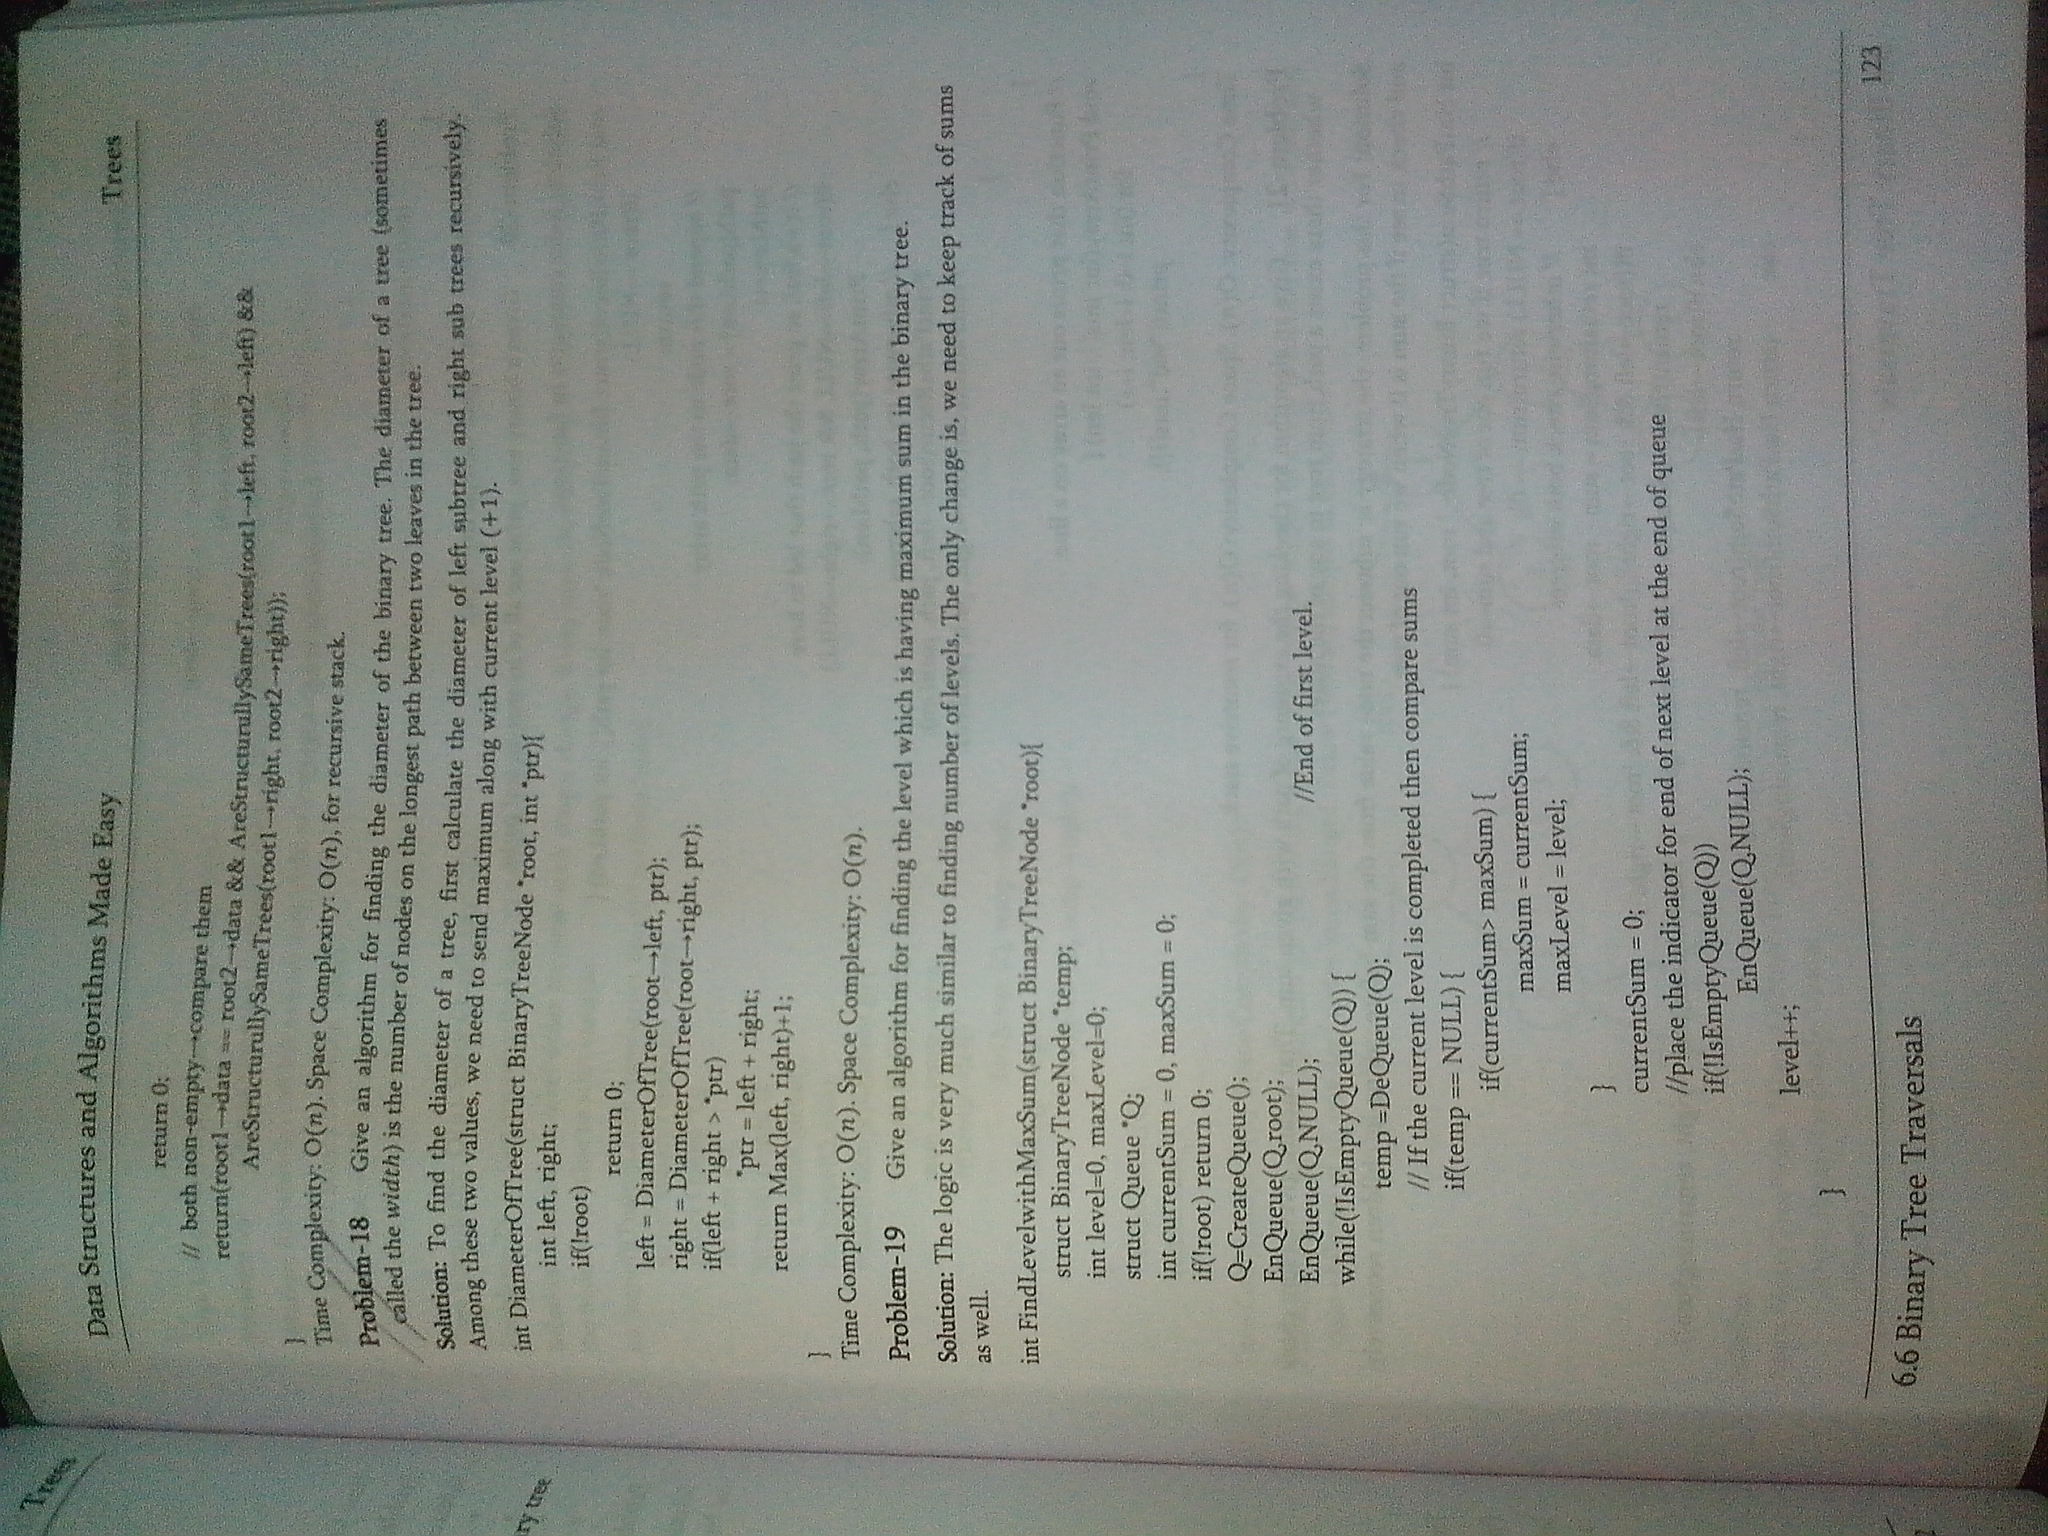 Trees
Data Structures and Algorithms Made Easy
Trees
return 0;
// both non-empty→compare them
return(root1→data == root2→data && AreStructurullySameTrees(root1→left, root2→left) &&
AreStructurullySameTrees(root1→right, root2→right));
}
Time Complexity: O(n). Space Complexity: O(n), for recursive stack.
Problem-18 Give an algorithm for finding the diameter of the binary tree. The diameter of a tree (sometimes
called the width) is the number of nodes on the longest path between two leaves in the tree.
Solution: To find the diameter of a tree, first calculate the diameter of left subtree and right sub trees recursively.
Among these two values, we need to send maximum along with current level (+1).
ry tree
int DiameterOfTree(struct BinaryTreeNode *root, int *ptr){
int left, right;
if(!root)
return 0;
left = DiameterOfTree(root→left, ptr);
right = DiameterOfTree(root→right, ptr);
if(left + right > *ptr)
*ptr = left + right;
return Max(left, right)+1;
}
Time Complexity: O(n). Space Complexity: O(n).
Problem-19 Give an algorithm for finding the level which is having maximum sum in the binary tree.
Solution: The logic is very much similar to finding number of levels. The only change is, we need to keep track of sums
as well.
int FindLevelwithMaxSum(struct BinaryTreeNode *root){
struct BinaryTreeNode *temp;
int level=0, maxLevel=0;
struct Queue *Q;
int currentSum = 0, maxSum = 0;
if(!root) return 0;
Q=CreateQueue();
EnQueue(Q,root);
EnQueue(Q,NULL); //End of first level.
while(!IsEmptyQueue(Q)) {
temp =DeQueue(Q);
// If the current level is completed then compare sums
if(temp == NULL) {
if(currentSum> maxSum) {
maxSum = currentSum;
maxLevel = level;
}
currentSum = 0;
//place the indicator for end of next level at the end of queue
if(!IsEmptyQueue(Q))
EnQueue(Q,NULL);
level++;
}
6.6 Binary Tree Traversals
123